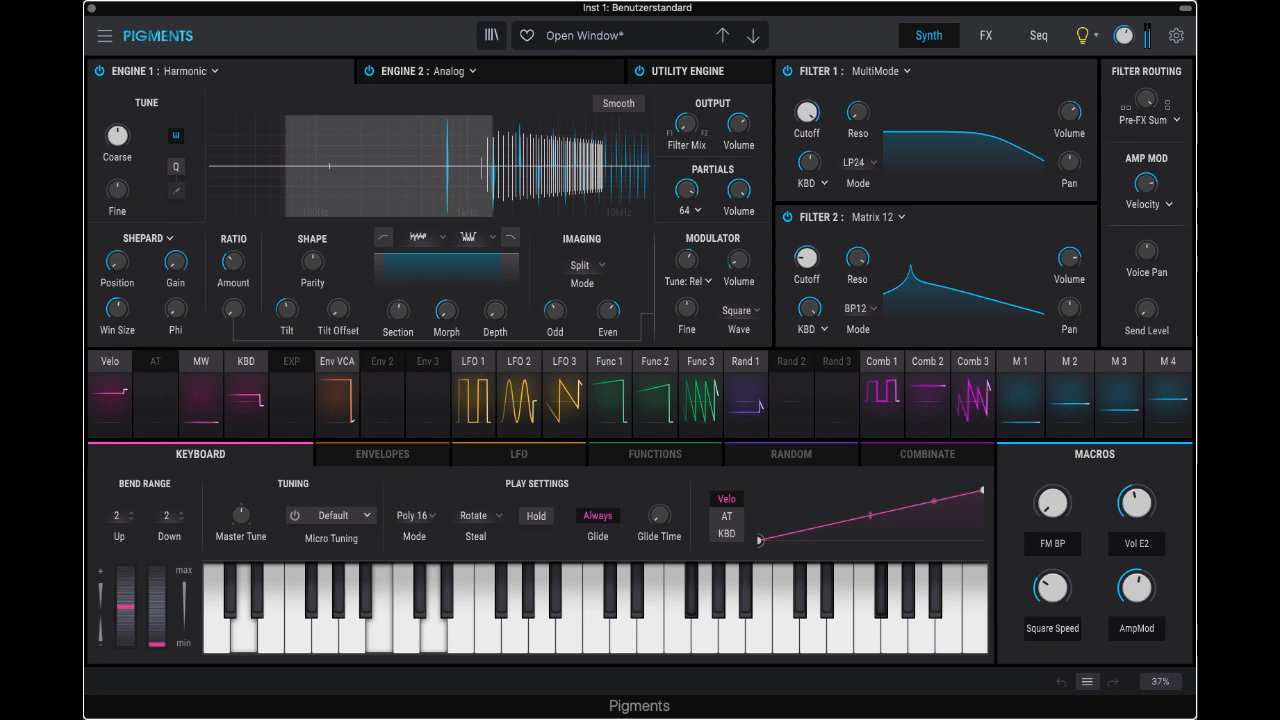 Inst 1: Benutzerstandard
PIGMENTS
Open Window*
Synth
FX
Seq
ENGINE 1 : Harmonic
ENGINE 2 : Analog
UTILITY ENGINE
FILTER 1 : MultiMode
FILTER ROUTING
TUNE
Coarse
Q
Fine
Smooth
100Hz
1kHz
10kHz
OUTPUT
F1
F2
Filter Mix
Volume
PARTIALS
64
Volume
Cutoff
Reso
KBD
LP24
Mode
Volume
Pan
Pre-FX Sum
AMP MOD
Velocity
FILTER 2 : Matrix 12
SHEPARD
Position
Gain
Win Size
Phi
RATIO
Amount
SHAPE
Parity
Tilt
Tilt Offset
Section
Morph
Depth
IMAGING
Split
Mode
Odd
Even
MODULATOR
Tune: Rel
Volume
Fine
Square
Wave
Cutoff
Reso
KBD
BP12
Mode
Volume
Pan
Voice Pan
Send Level
Velo
AT
MW
KBD
EXP
Env VCA
Env 2
Env 3
LFO 1
LFO 2
LFO 3
Func 1
Func 2
Func 3
Rand 1
Rand 2
Rand 3
Comb 1
Comb 2
Comb 3
M 1
M 2
M 3
M 4
KEYBOARD
ENVELOPES
LFO
FUNCTIONS
RANDOM
COMBINATE
MACROS
BEND RANGE
2
Up
2
Down
TUNING
Master Tune
Default
Micro Tuning
PLAY SETTINGS
Poly 16
Mode
Rotate
Steal
Hold
Always
Glide
Glide Time
Velo
AT
KBD
FM BP
Vol E2
Square Speed
AmpMod
+
-
max
min
37%
Pigments